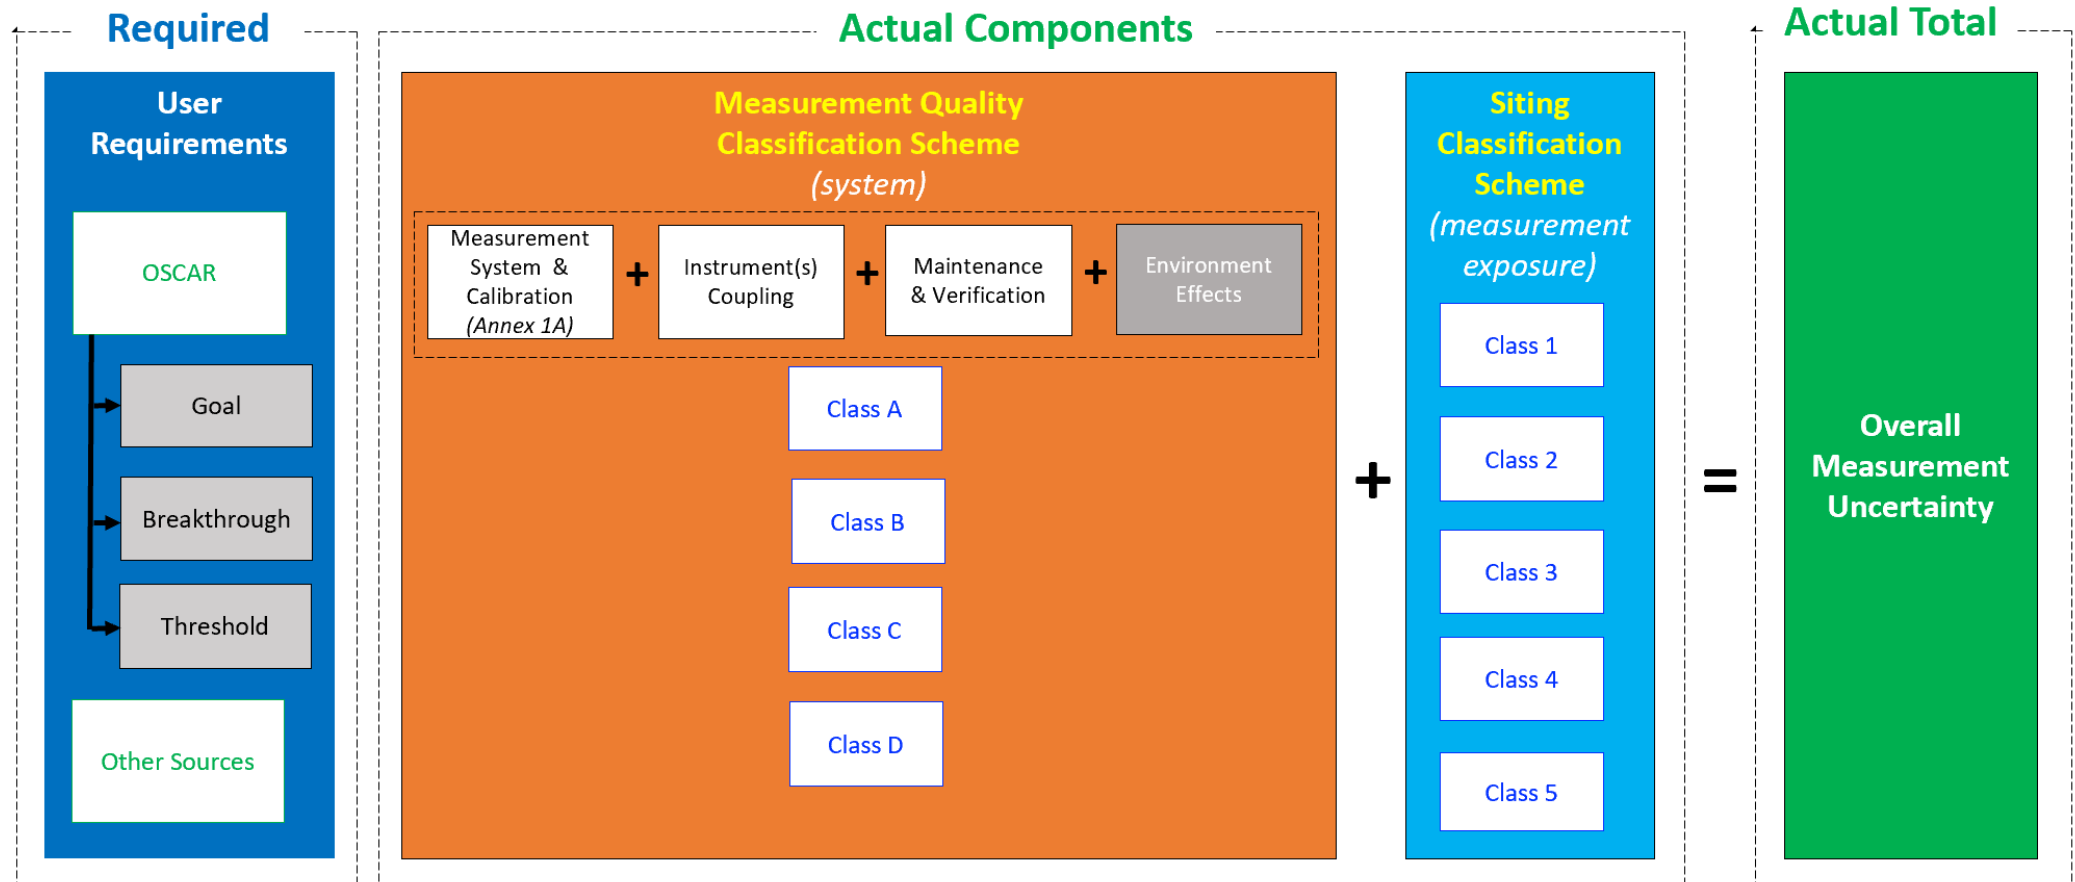 Required
User
Requirements
OSCAR
Goal
Breakthrough
Threshold
Other Sources
Actual Components
Measurement Quality
Classification Scheme
(system)
Measurement
System & 
Calibration
(Annex 1A)
+
Instrument(s)
Coupling
+
Maintenance
& Verification
+
Environment
Effects
Class A
Class B
Class C
Class D
+
Siting
Classification
Scheme
(measurement
exposure)
Class 1
Class 2
Class 3
Class 4
Class 5
=
Actual Total
Overall
Measurement
Uncertainty